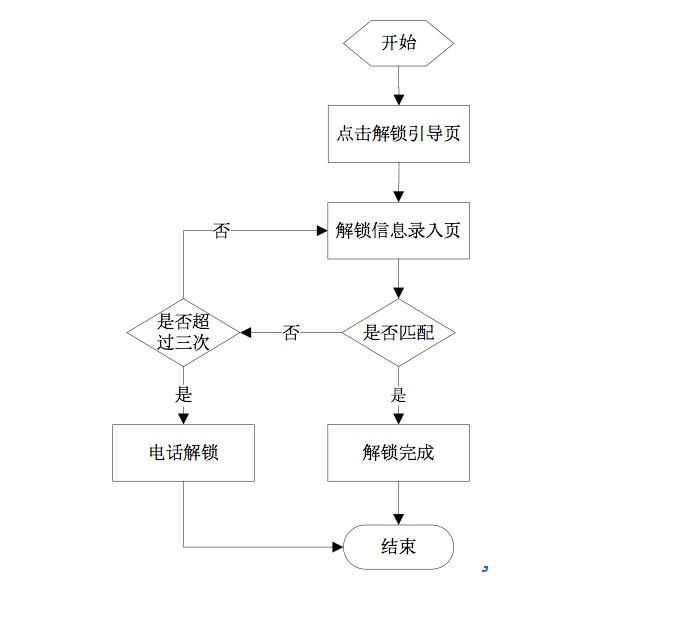 开始
点击解锁引导页
否
解锁信息录入页
是否超
过三次
否
是否匹配
是
是
电话解锁
解锁完成
结束